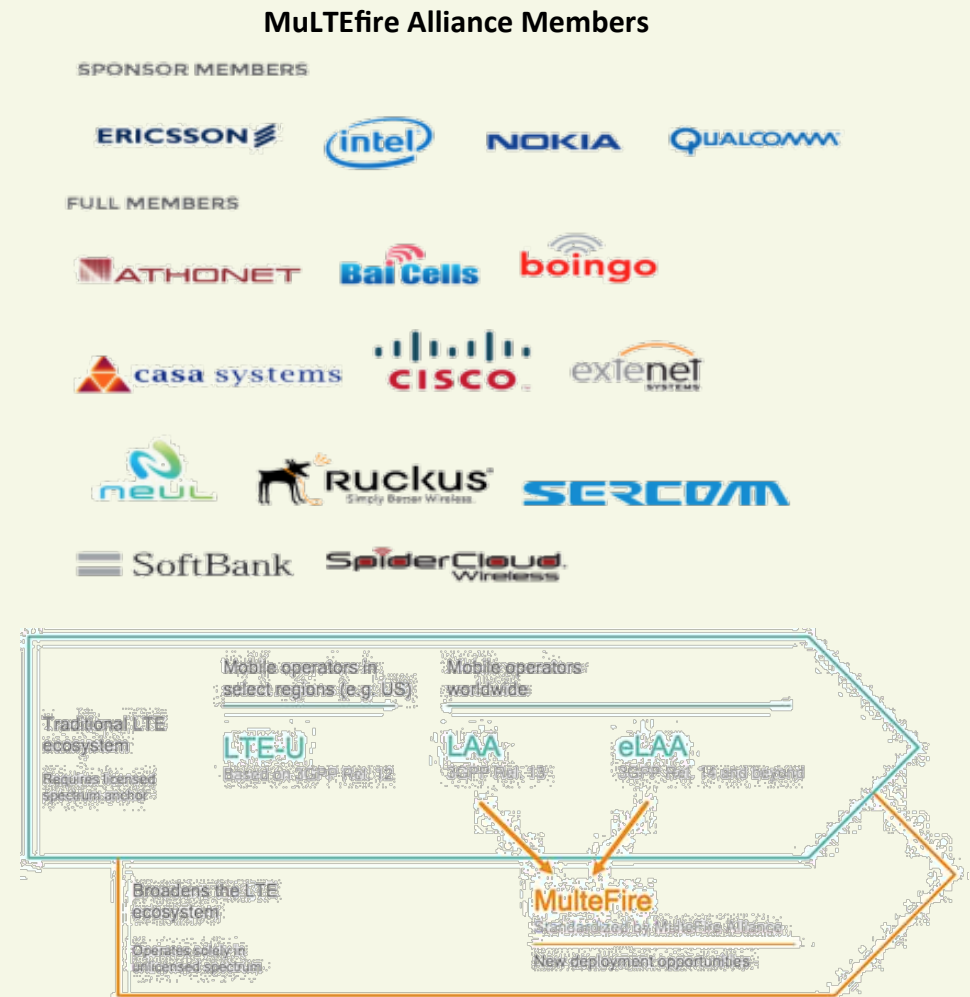 MuLTEfire Alliance Members
SPONSOR MEMBERS
ERICSSON intel NOKIA QUALCOMM
FULL MEMBERS
ATHONET BaiCells boingo
casa systems CISCO extenet SYSTEMS
neul RUCKUS Simply Better Wireless. SERCOMM
SoftBank SpiderCloud Wireless
Mobile operators in
select regions (e.g. US)
Mobile operators
worldwide
Traditional LTE
ecosystem
Requires licensed
spectrum anchor
LTE-U
Based on 3GPP Rel. 12
LAA
3GPP Rel. 13
eLAA
3GPP Rel. 14 and beyond
Broadens the LTE
ecosystem
Operates solely in
unlicensed spectrum
MulteFire
Standardized by MulteFire Alliance
New deployment opportunities